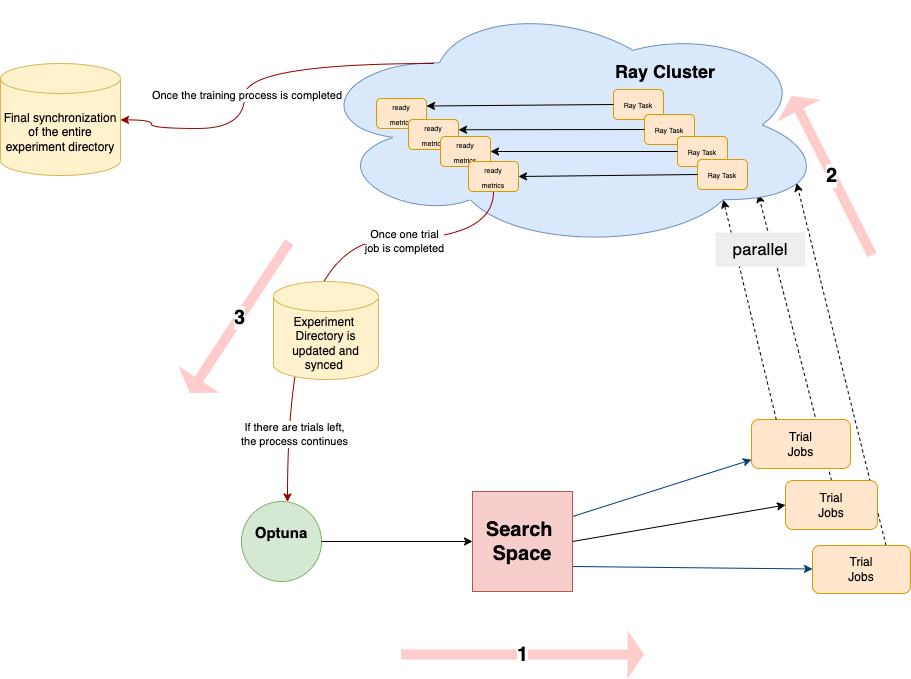 Ray Cluster
Once the training process is completed
Final synchronization
of the entire
experiment directory
ready
metric
Ray Task
ready
metric
Ray Task
ready
metrics
Ray Task
ready
metrics
Ray Task
2
Once one trial
job is completed
parallel
3
Experiment
Directory is
updated and
synced
If there are trials left,
the process continues
Trial
Jobs
Trial
Jobs
Trial
Jobs
Optuna
Search
Space
1